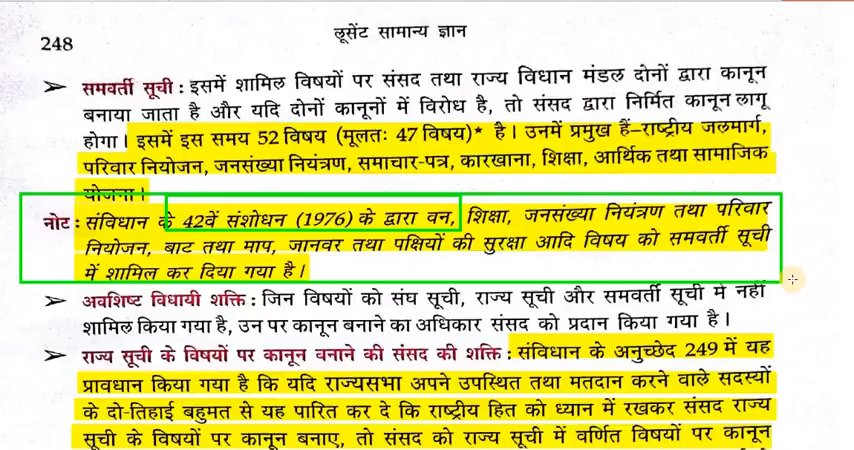 248
लूसेंट सामान्य ज्ञान
➤ समवर्ती सूची : इसमें शामिल विषयों पर संसद तथा राज्य विधान मंडल दोनों द्वारा कानून
बनाया जाता है और यदि दोनों कानूनों में विरोध है, तो संसद द्वारा निर्मित कानून लागू
होगा। इसमें इस समय 52 विषय (मूलतः 47 विषय)* है। उनमें प्रमुख हैं–राष्ट्रीय जलमार्ग,
परिवार नियोजन, जनसंख्या नियंत्रण, समाचार-पत्र, कारखाना, शिक्षा, आर्थिक तथा सामाजिक
योजना।
नोट : संविधान के 42वें संशोधन (1976) के द्वारा वन, शिक्षा, जनसंख्या नियंत्रण तथा परिवार
नियोजन, बाट तथा माप, जानवर तथा पक्षियों की सुरक्षा आदि विषय को समवर्ती सूची
में शामिल कर दिया गया है।
➤ अवशिष्ट विधायी शक्ति : जिन विषयों को संघ सूची, राज्य सूची और समवर्ती सूची मे नहीं
शामिल किया गया है, उन पर कानून बनाने का अधिकार संसद को प्रदान किया गया है।
➤ राज्य सूची के विषयों पर कानून बनाने की संसद की शक्ति : संविधान के अनुच्छेद 249 में यह
प्रावधान किया गया है कि यदि राज्यसभा अपने उपस्थित तथा मतदान करने वाले सदस्यों
के दो-तिहाई बहुमत से यह पारित कर दे कि राष्ट्रीय हित को ध्यान में रखकर संसद राज्य
सूची के विषयों पर कानून बनाए, तो संसद को राज्य सूची में वर्णित विषयों पर कानून